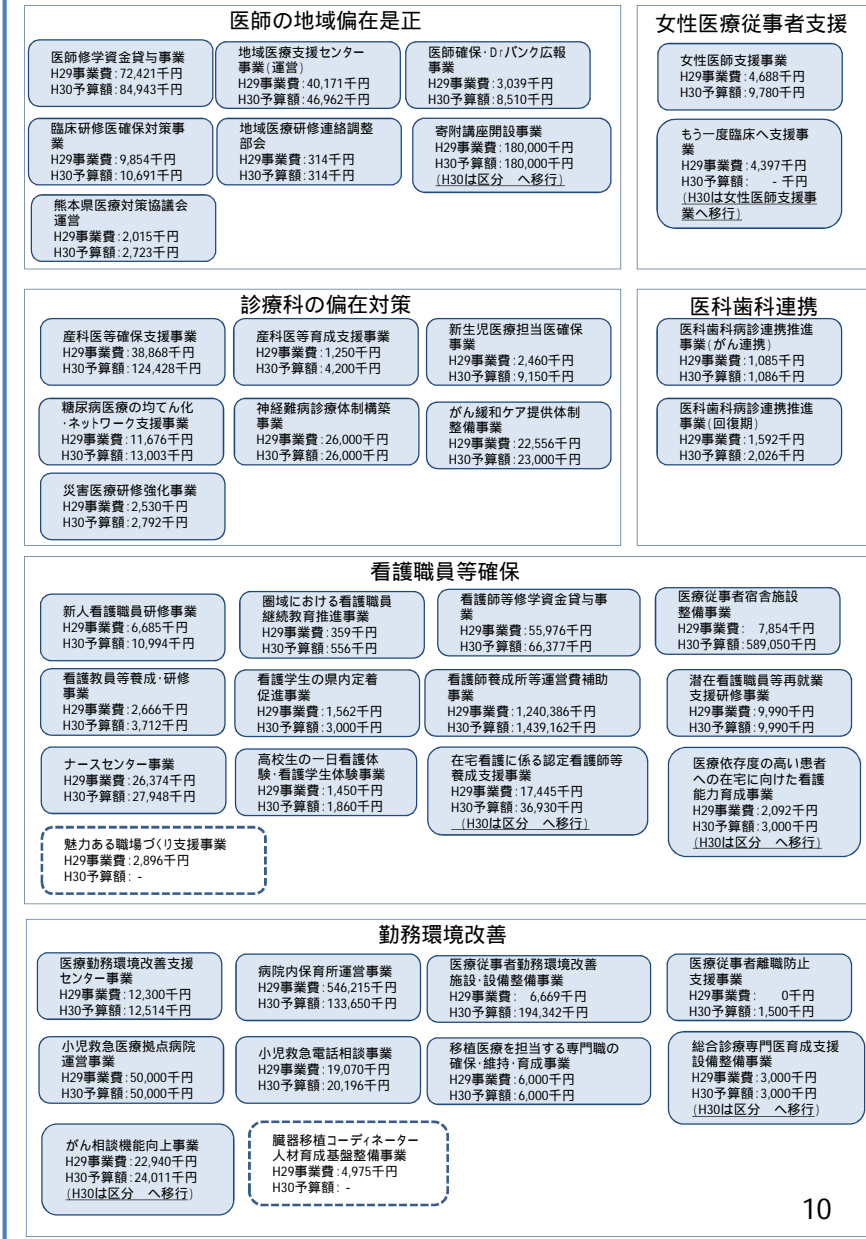 医師の地域偏在是正
医師修学資金貸与事業
H29事業費:72,421千円
H30予算額:84,943千円
地域医療支援センター
事業(運営)
H29事業費:40,171千円
H30予算額:46,962千円
医師確保・Drバンク広報
事業
H29事業費:3,039千円
H30予算額:8,510千円
臨床研修医確保対策事
業
H29事業費:9,854千円
H30予算額:10,691千円
地域医療研修連絡調整
部会
H29事業費:314千円
H30予算額:314千円
寄附講座開設事業
H29事業費:180,000千円
H30予算額:180,000千円
(H30は区分　へ移行)
熊本県医療対策協議会
運営
H29事業費:2,015千円
H30予算額:2,723千円
女性医療従事者支援
女性医師支援事業
H29事業費:4,688千円
H30予算額:9,780千円
もう一度臨床へ支援事
業
H29事業費:4,397千円
H30予算額:　-千円
(H30は女性医師支援事
業へ移行)
診療科の偏在対策
産科医等確保支援事業
H29事業費:38,868千円
H30予算額:124,428千円
産科医等育成支援事業
H29事業費:1,250千円
H30予算額:4,200千円
新生児医療担当医確保
事業
H29事業費:2,460千円
H30予算額:9,150千円
糖尿病医療の均てん化
・ネットワーク支援事業
H29事業費:11,676千円
H30予算額:13,003千円
神経難病診療体制構築
事業
H29事業費:26,000千円
H30予算額:26,000千円
がん緩和ケア提供体制
整備事業
H29事業費:22,556千円
H30予算額:23,000千円
災害医療研修強化事業
H29事業費:2,530千円
H30予算額:2,792千円
医科歯科連携
医科歯科病診連携推進
事業(がん連携)
H29事業費:1,085千円
H30予算額:1,086千円
医科歯科病診連携推進
事業(回復期)
H29事業費:1,592千円
H30予算額:2,026千円
看護職員等確保
新人看護職員研修事業
H29事業費:6,685千円
H30予算額:10,994千円
圏域における看護職員
継続教育推進事業
H29事業費:359千円
H30予算額:556千円
看護師等修学資金貸与事
業
H29事業費:55,976千円
H30予算額:66,377千円
医療従事者宿舎施設
整備事業
H29事業費:　7,854千円
H30予算額:589,050千円
看護教員等養成・研修
事業
H29事業費:2,666千円
H30予算額:3,712千円
看護学生の県内定着
促進事業
H29事業費:1,562千円
H30予算額:3,000千円
看護師養成所等運営費補助
事業
H29事業費:1,240,386千円
H30予算額:1,439,162千円
潜在看護職員等再就業
支援研修事業
H29事業費:9,990千円
H30予算額:9,990千円
ナースセンター事業
H29事業費:26,374千円
H30予算額:27,948千円
高校生の一日看護体
験・看護学生体験事業
H29事業費:1,450千円
H30予算額:1,860千円
在宅看護に係る認定看護師等
養成支援事業
H29事業費:17,445千円
H30予算額:36,930千円
(H30は区分　へ移行)
医療依存度の高い患者
への在宅に向けた看護
能力育成事業
H29事業費:2,092千円
H30予算額:3,000千円
(H30は区分　へ移行)
魅力ある職場づくり支援事業
H29事業費:2,896千円
H30予算額:-
勤務環境改善
医療勤務環境改善支援
センター事業
H29事業費:12,300千円
H30予算額:12,514千円
病院内保育所運営事業
H29事業費:546,215千円
H30予算額:133,650千円
医療従事者勤務環境改善
施設・設備整備事業
H29事業費:　6,669千円
H30予算額:194,342千円
医療従事者離職防止
支援事業
H29事業費:　0千円
H30予算額:1,500千円
小児救急医療拠点病院
運営事業
H29事業費:50,000千円
H30予算額:50,000千円
小児救急電話相談事業
H29事業費:19,070千円
H30予算額:20,196千円
移植医療を担当する専門職の
確保・維持・育成事業
H29事業費:6,000千円
H30予算額:6,000千円
総合診療専門医育成支援
設備整備事業
H29事業費:3,000千円
H30予算額:3,000千円
(H30は区分　へ移行)
がん相談機能向上事業
H29事業費:22,940千円
H30予算額:24,011千円
(H30は区分　へ移行)
臓器移植コーディネーター
人材育成基盤整備事業
H29事業費:4,975千円
H30予算額:-
10